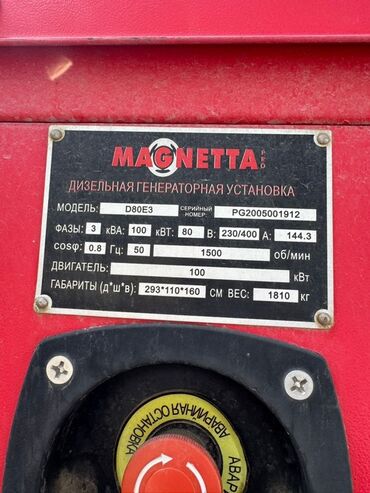 MAGNETTA PRO
ДИЗЕЛЬНАЯ ГЕНЕРАТОРНАЯ УСТАНОВКА
МОДЕЛЬ: D80E3 СЕРИЙНЫЙ НОМЕР: PG2005001912
ФАЗЫ: 3 кВА: 100 кВТ: 80 В: 230/400 А: 144.3
cosφ: 0.8 Гц: 50 1500 об/мин
ДВИГАТЕЛЬ: 100 кВт
ГАБАРИТЫ (д*ш*в): 293*110*160 СМ ВЕС: 1810 кг
АВАРИЙНАЯ ОСТАНОВКА
АВАР